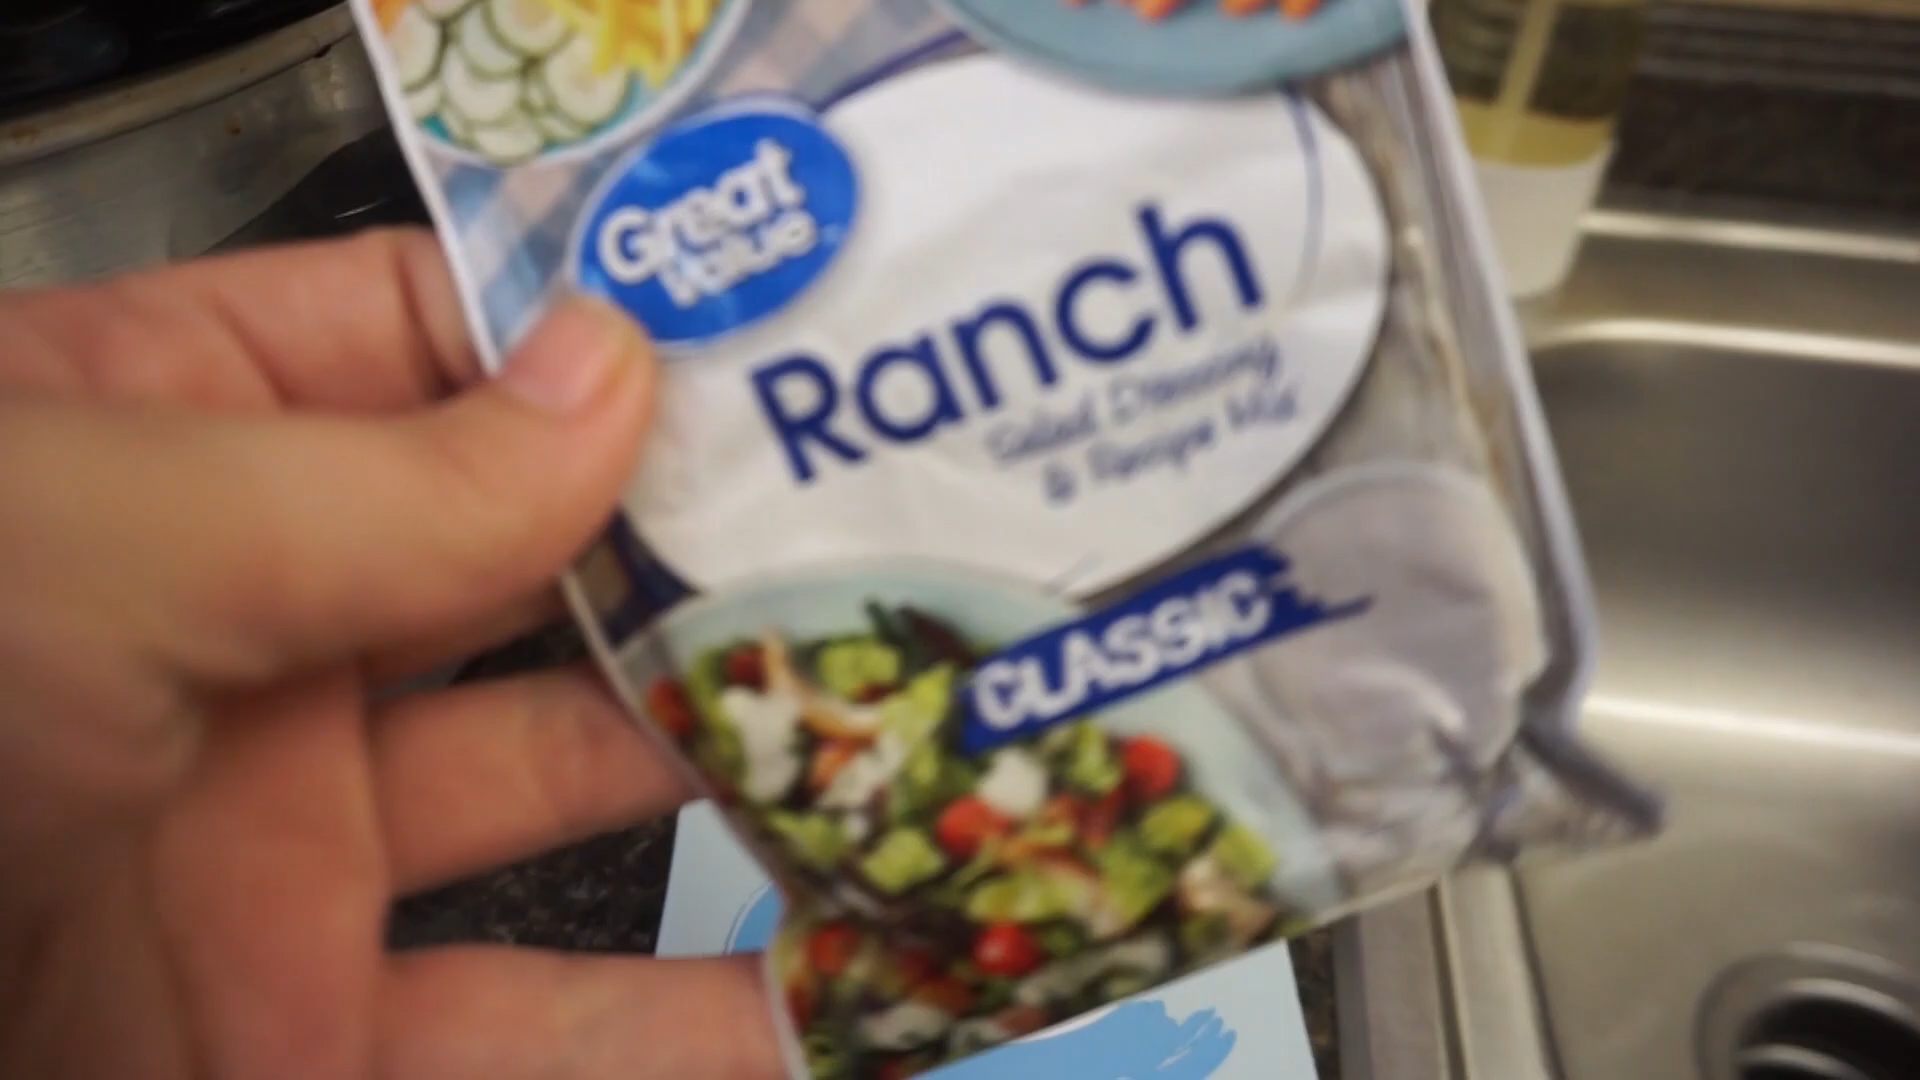 Great
Value
Ranch
Salad Dressing
& Recipe Mix
CLASSIC